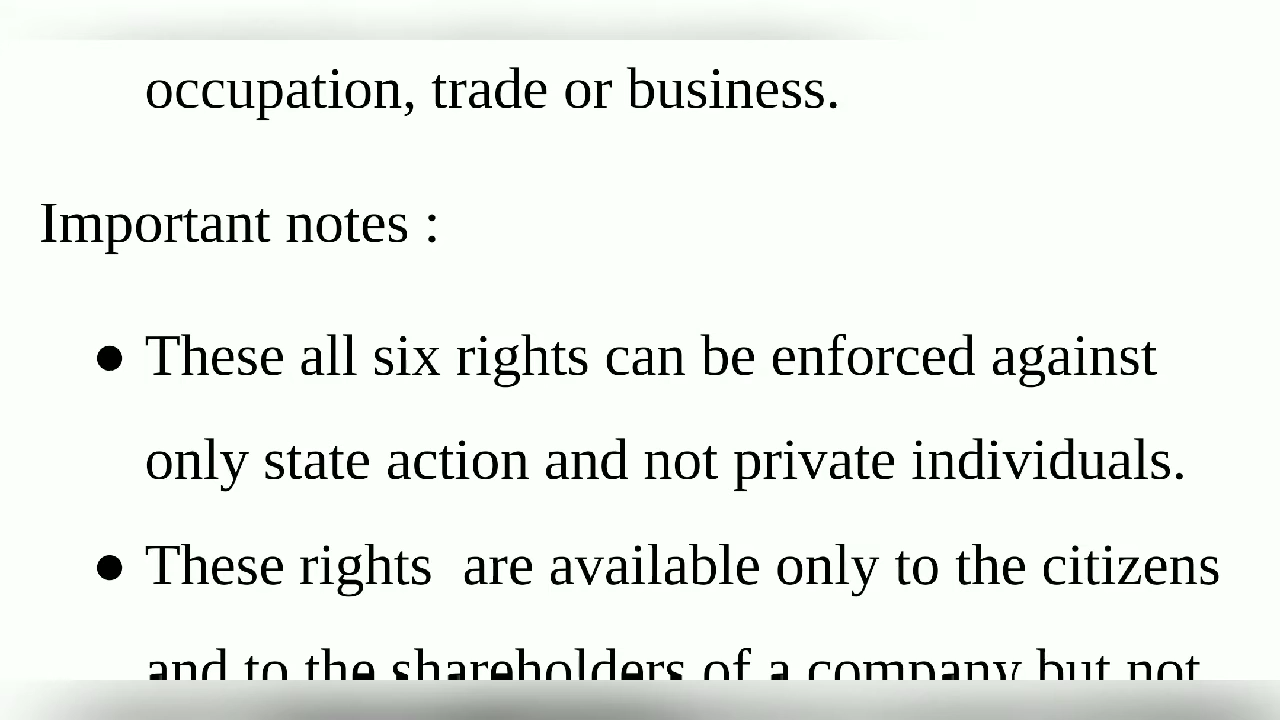 occupation, trade or business.
Important notes :
● These all six rights can be enforced against
only state action and not private individuals.
● These rights  are available only to the citizens
and to the shareholders of a company but not